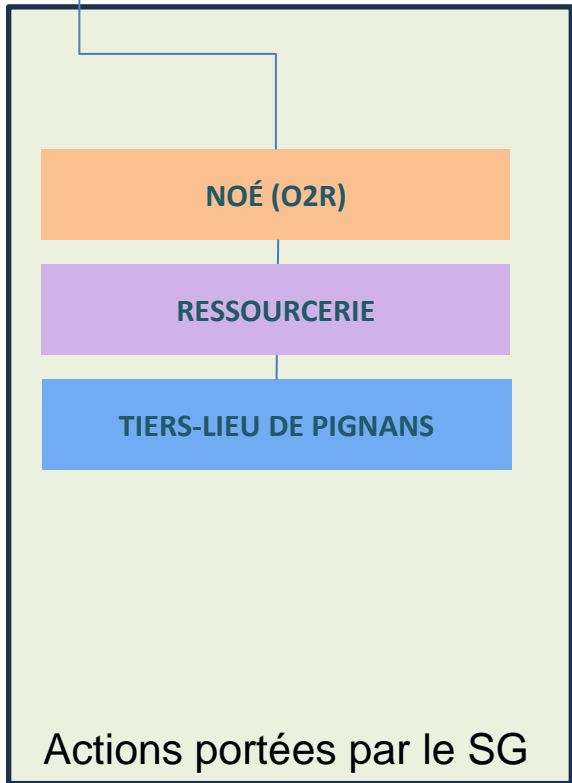 NOÉ (O2R)
RESSOURCERIE
TIERS-LIEU DE PIGNANS
Actions portées par le SG